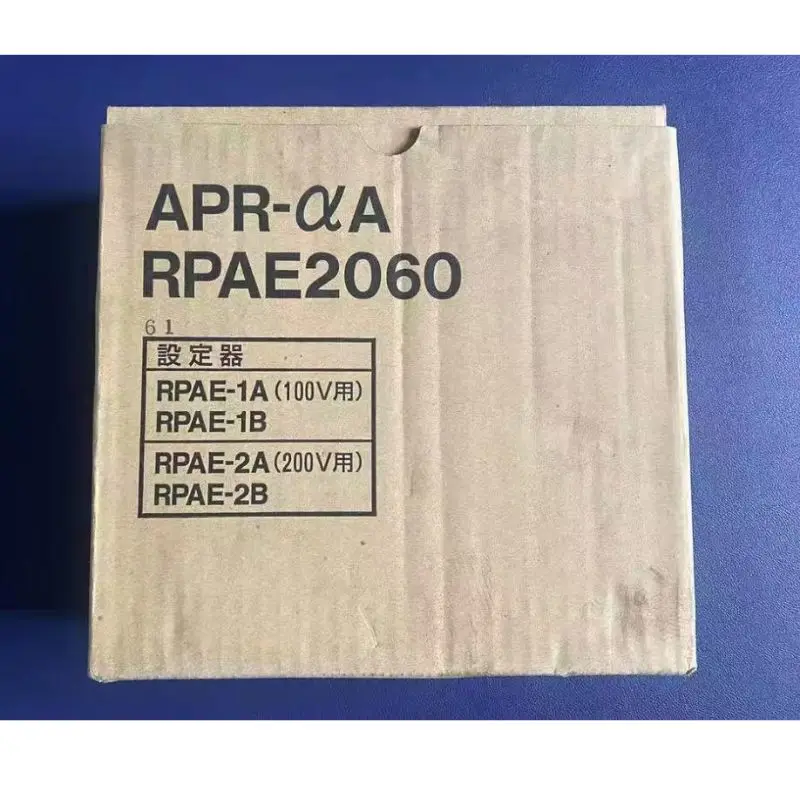 APR-αA
RPAE2060
61
設定器
RPAE-1A(100V用)
RPAE-1B
RPAE-2A(200V用)
RPAE-2B